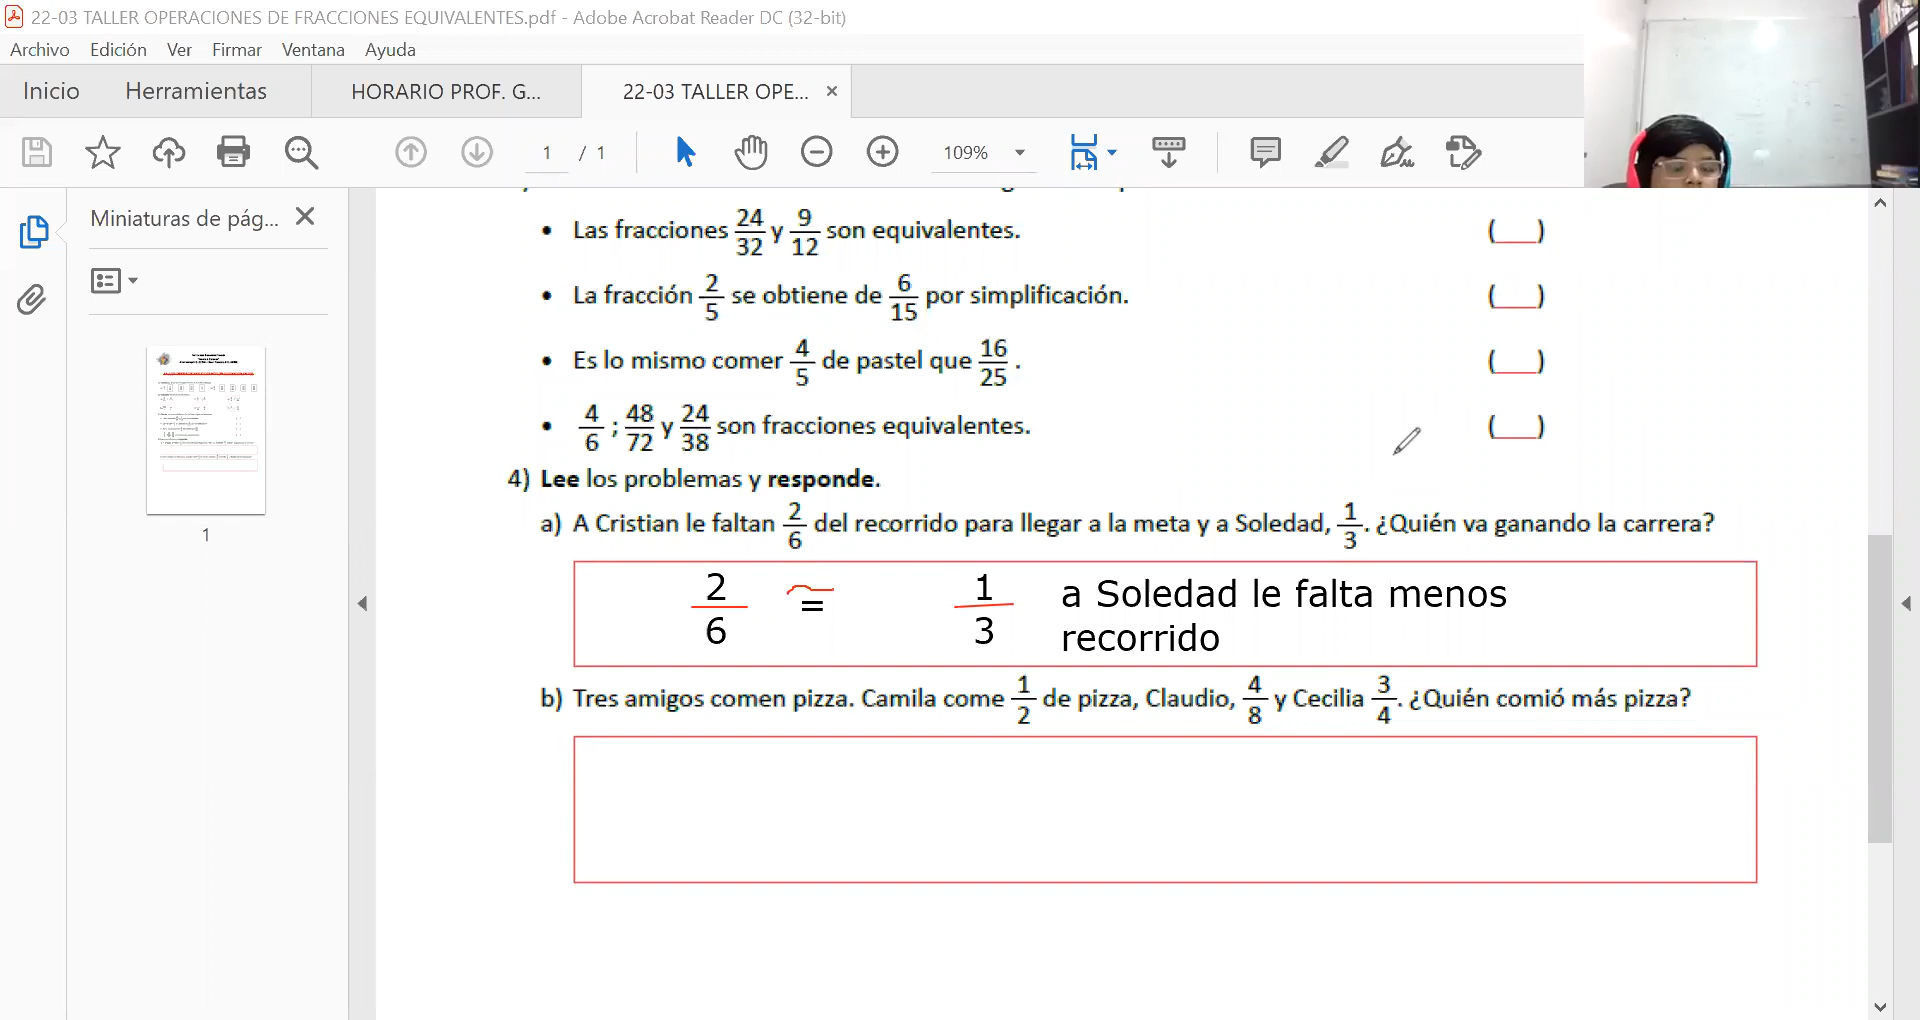 22-03 TALLER OPERACIONES DE FRACCIONES EQUIVALENTES.pdf - Adobe Acrobat Reader DC (32-bit)
Archivo Edición Ver Firmar Ventana Ayuda
Inicio Herramientas HORARIO PROF. G... 22-03 TALLER OPE... ×
1 / 1 109%
Miniaturas de pág... ×
1
• Las fracciones 24/32 y 9/12 son equivalentes. (___)
• La fracción 2/5 se obtiene de 6/15 por simplificación. (___)
• Es lo mismo comer 4/5 de pastel que 16/25 . (___)
• 4/6 ; 48/72 y 24/38 son fracciones equivalentes. (___)
4) Lee los problemas y responde.
a) A Cristian le faltan 2/6 del recorrido para llegar a la meta y a Soledad, 1/3. ¿Quién va ganando la carrera?
2/6 = 1/3 a Soledad le falta menos
recorrido
b) Tres amigos comen pizza. Camila come 1/2 de pizza, Claudio, 4/8 y Cecilia 3/4. ¿Quién comió más pizza?